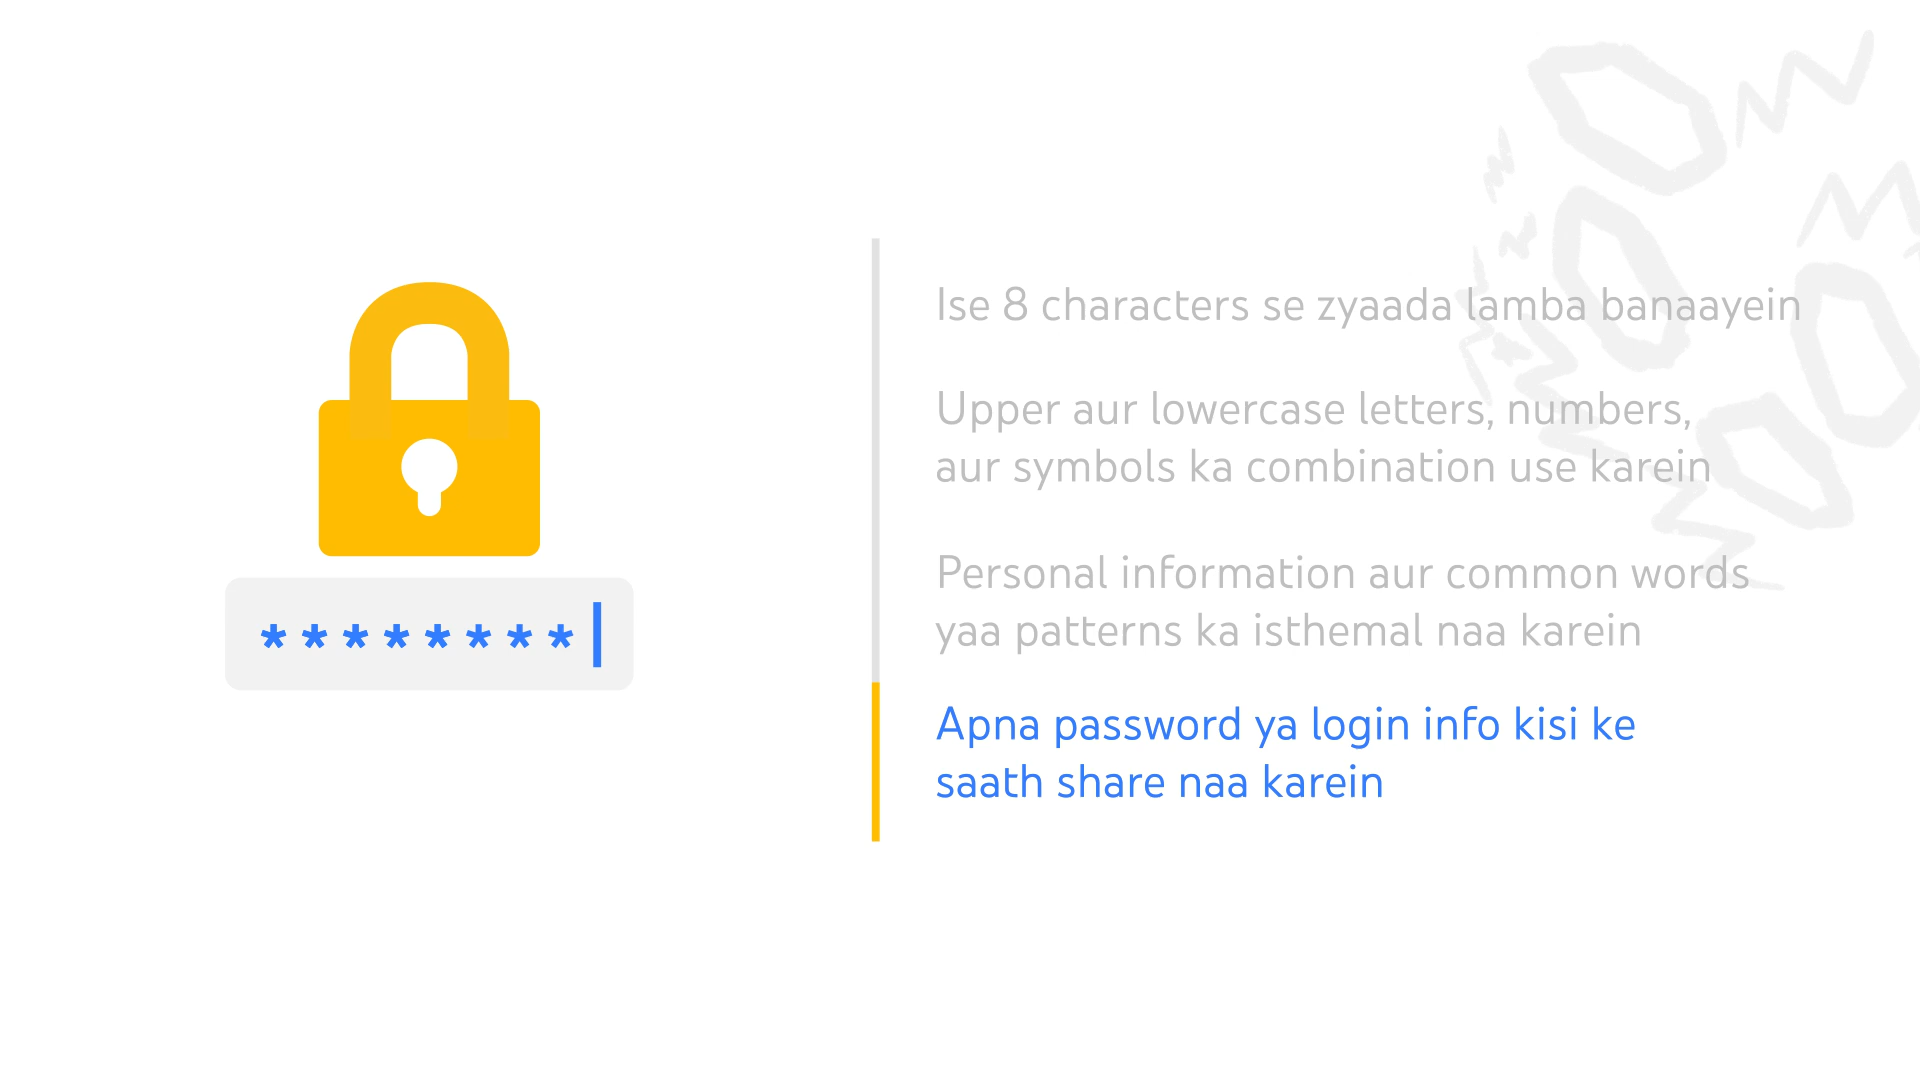 ********
Ise 8 characters se zyaada lamba banaayein
Upper aur lowercase letters, numbers,
aur symbols ka combination use karein
Personal information aur common words
yaa patterns ka isthemal naa karein
Apna password ya login info kisi ke
saath share naa karein